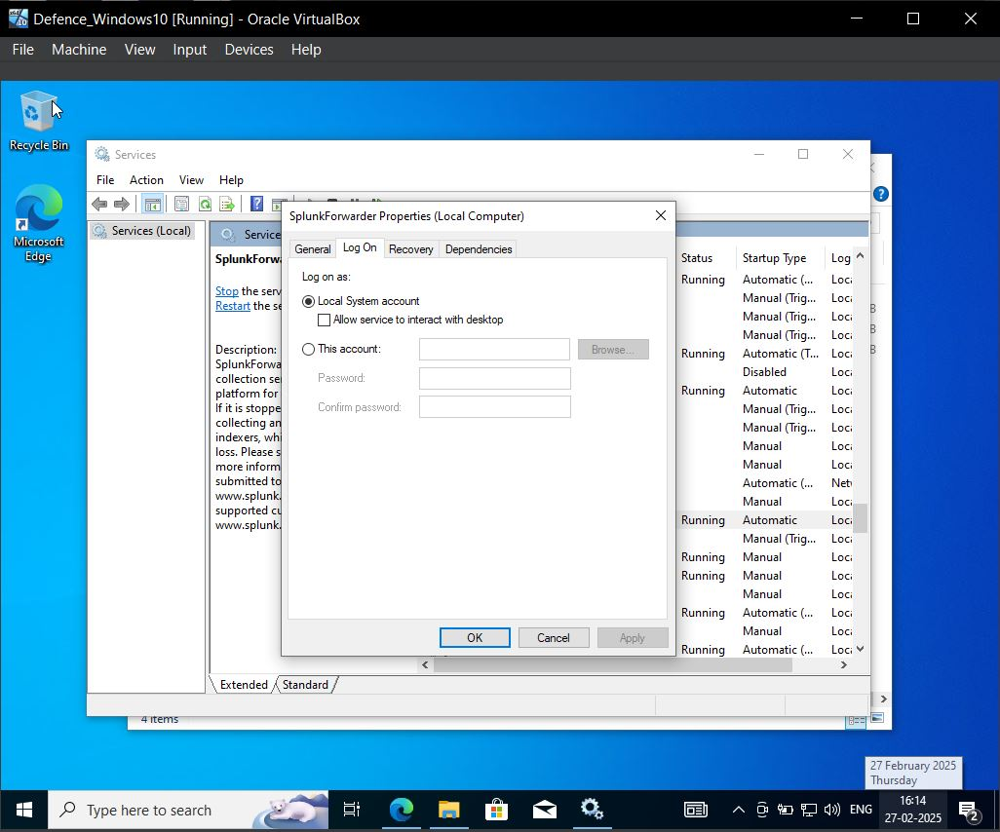 Defence_Windows10 [Running] - Oracle VirtualBox
File Machine View Input Devices Help
Recycle Bin
Microsoft
Edge
Services
File Action View Help
Services (Local)
SplunkForwarder Properties (Local Computer)
General Log On Recovery Dependencies
Log on as:
Local System account
Allow service to interact with desktop
This account:
Browse...
Password:
Confirm password:
OK Cancel Apply
Service
SplunkForwa
Stop the serv
Restart the se
Description:
SplunkForwa
collection se
platform for
If it is stoppe
collecting an
indexers, whi
loss. Please s
more inform
submitted to
www.splunk.
supported cu
www.splunk.
Status Startup Type Log
Running Automatic (... Loca
Manual (Trig... Loca
Manual (Trig... Loca
Manual (Trig... Loca
Running Automatic (T... Loca
Disabled Loca
Running Automatic Loca
Manual (Trig... Loca
Manual (Trig... Loca
Manual Loca
Manual Loca
Automatic (... Netv
Manual Loca
Running Automatic Loca
Manual (Trig... Loca
Running Manual Loca
Running Manual Loca
Manual Loca
Running Automatic (... Loca
Manual Loca
Running Automatic (... Loca
Extended Standard
4 items
27 February 2025
Thursday
Type here to search
ENG
16:14
27-02-2025
2